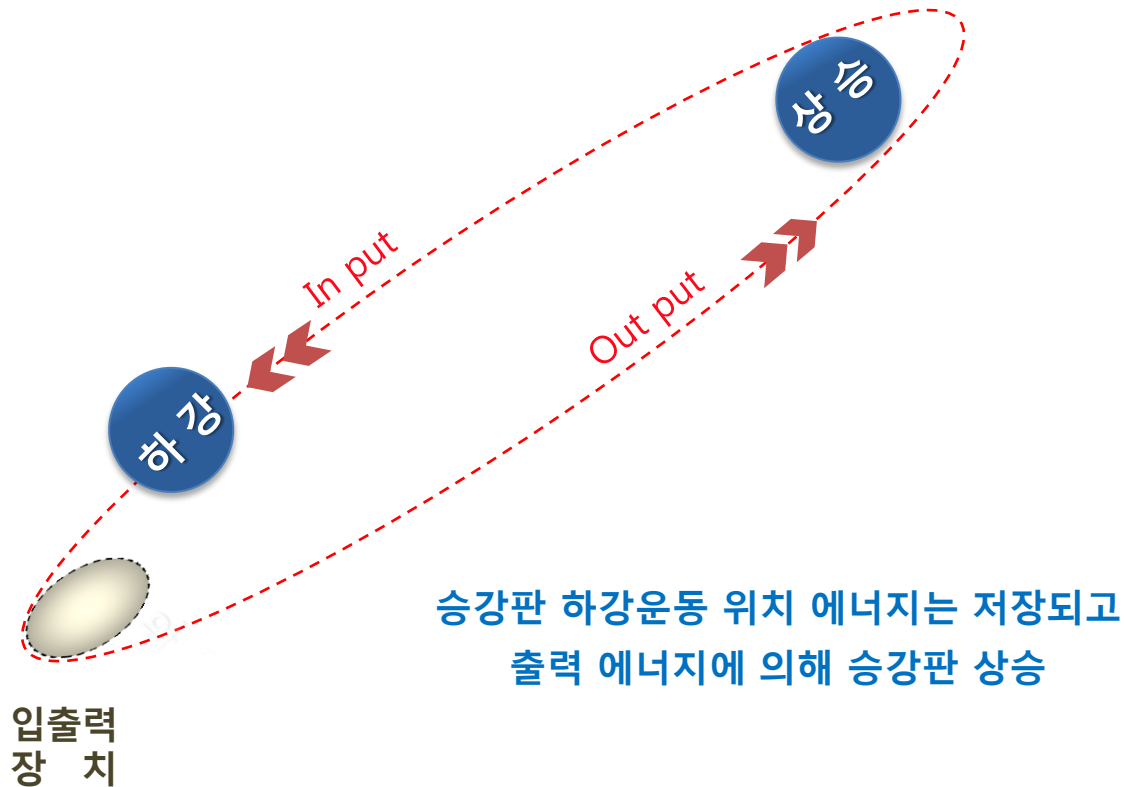 상승
In put
Out put
하강
승강판 하강운동 위치 에너지는 저장되고
출력 에너지에 의해 승강판 상승
입출력
장 치